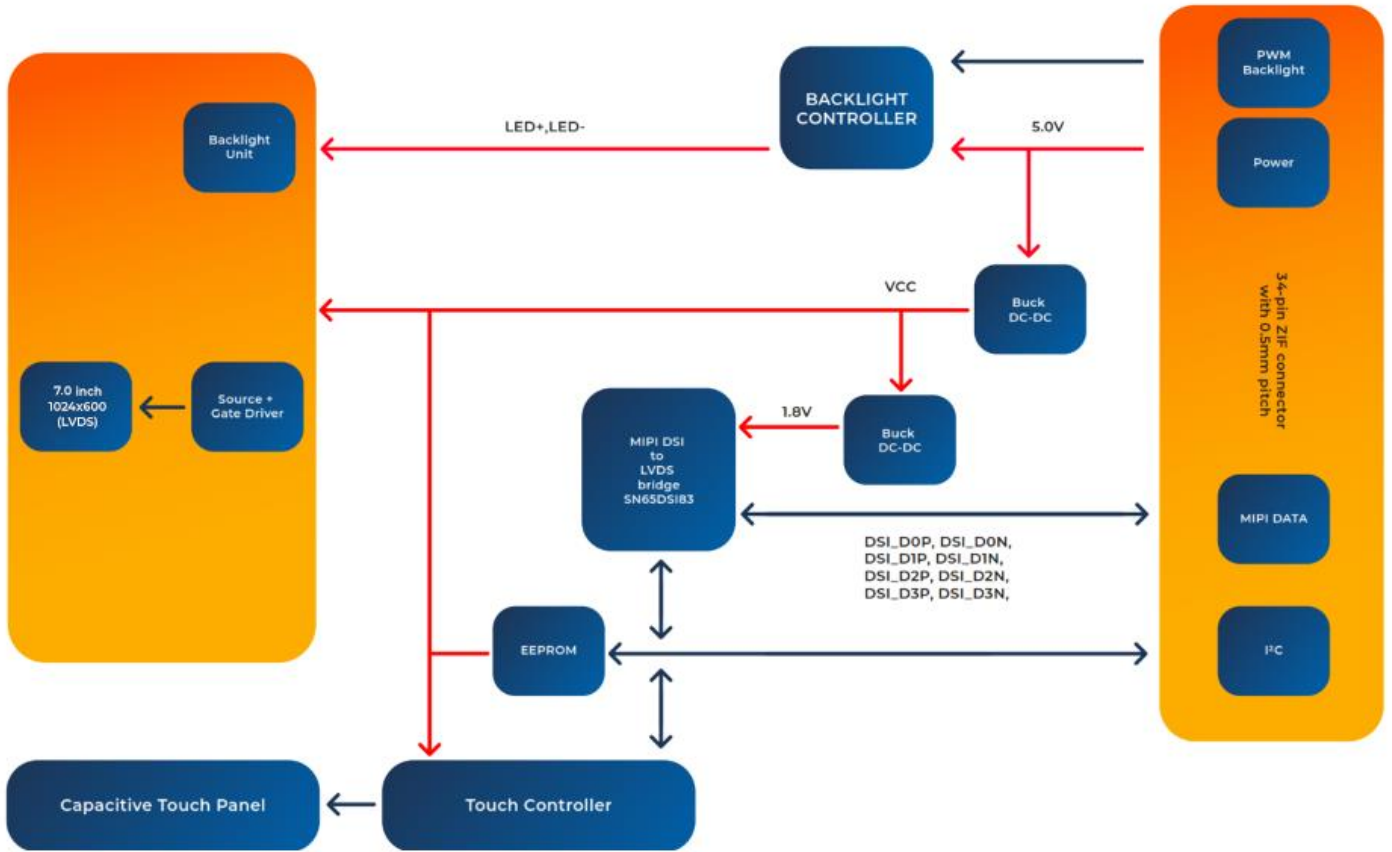 PWM
Backlight
BACKLIGHT
CONTROLLER
LED+,LED-
5.0V
Backlight
Unit
Power
34-pin ZIF connector
with 0.5mm pitch
VCC
Buck
DC-DC
7.0 inch
1024x600
(LVDS)
Source +
Gate Driver
1.8V
Buck
DC-DC
MIPI DSI
to
LVDS
bridge
SN65DSI83
MIPI DATA
DSI_D0P, DSI_D0N,
DSI_D1P, DSI_D1N,
DSI_D2P, DSI_D2N,
DSI_D3P, DSI_D3N,
EEPROM
I²C
Capacitive Touch Panel
Touch Controller